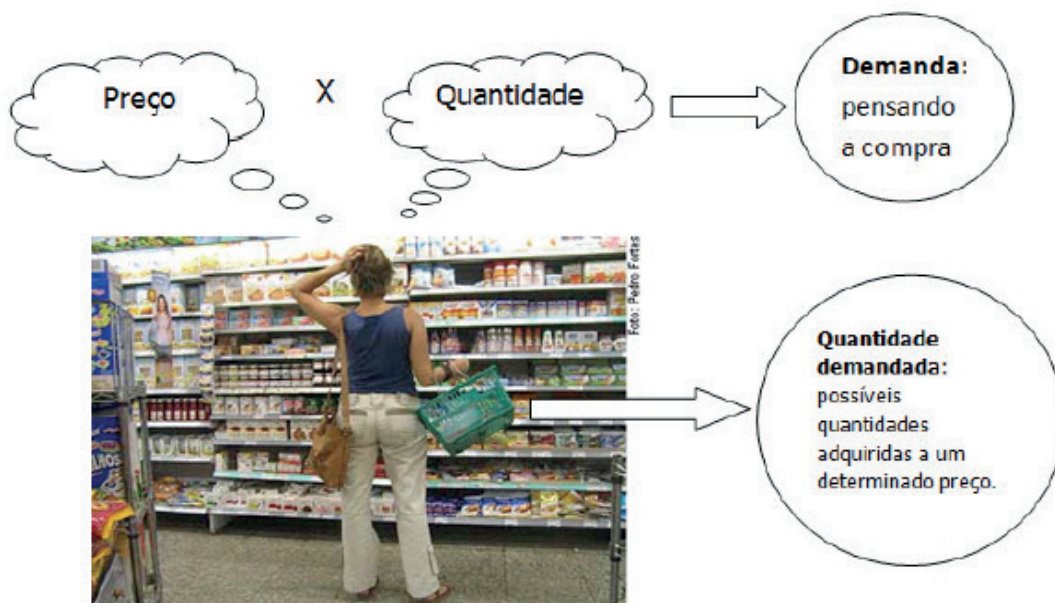 Preço X Quantidade
Demanda:
pensando
a compra
Foto: Pedro Fortes
Quantidade
demandada:
possíveis
quantidades
adquiridas a um
determinado preço.